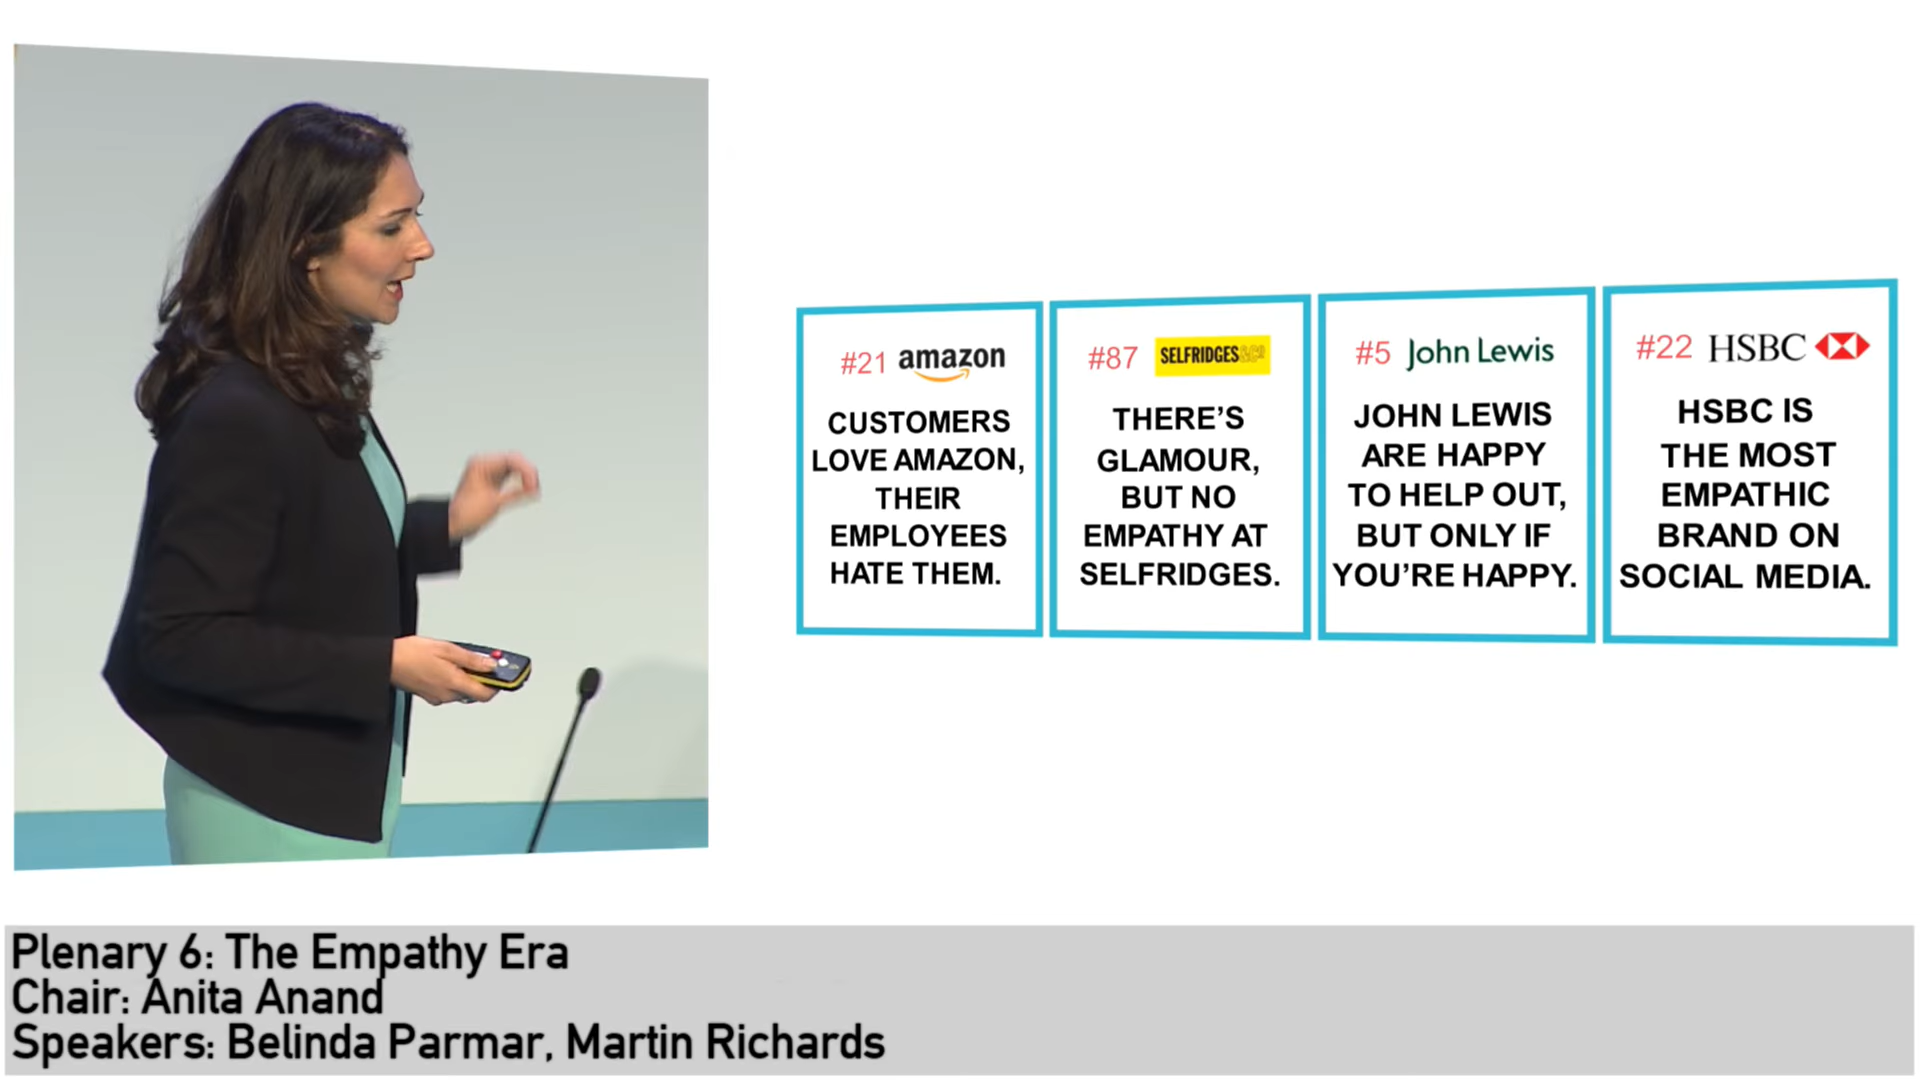 #21 amazon
CUSTOMERS
LOVE AMAZON,
THEIR
EMPLOYEES
HATE THEM.
#87 SELFRIDGES&CO
THERE'S
GLAMOUR,
BUT NO
EMPATHY AT
SELFRIDGES.
#5 John Lewis
JOHN LEWIS
ARE HAPPY
TO HELP OUT,
BUT ONLY IF
YOU'RE HAPPY.
#22 HSBC
HSBC IS
THE MOST
EMPATHIC
BRAND ON
SOCIAL MEDIA.
Plenary 6: The Empathy Era
Chair: Anita Anand
Speakers: Belinda Parmar, Martin Richards